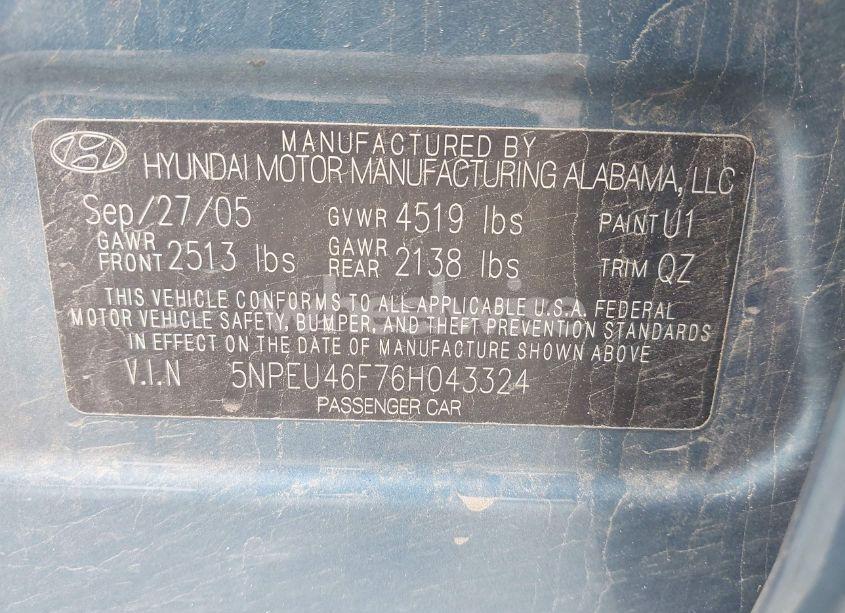 MANUFACTURED BY
HYUNDAI MOTOR MANUFACTURING ALABAMA, LLC
Sep/27/05 GVWR 4519 lbs PAINT U1
GAWR FRONT 2513 lbs GAWR REAR 2138 lbs TRIM QZ
THIS VEHICLE CONFORMS TO ALL APPLICABLE U.S.A. FEDERAL
MOTOR VEHICLE SAFETY, BUMPER, AND THEFT PREVENTION STANDARDS
IN EFFECT ON THE DATE OF MANUFACTURE SHOWN ABOVE
V.I.N 5NPEU46F76H043324
PASSENGER CAR